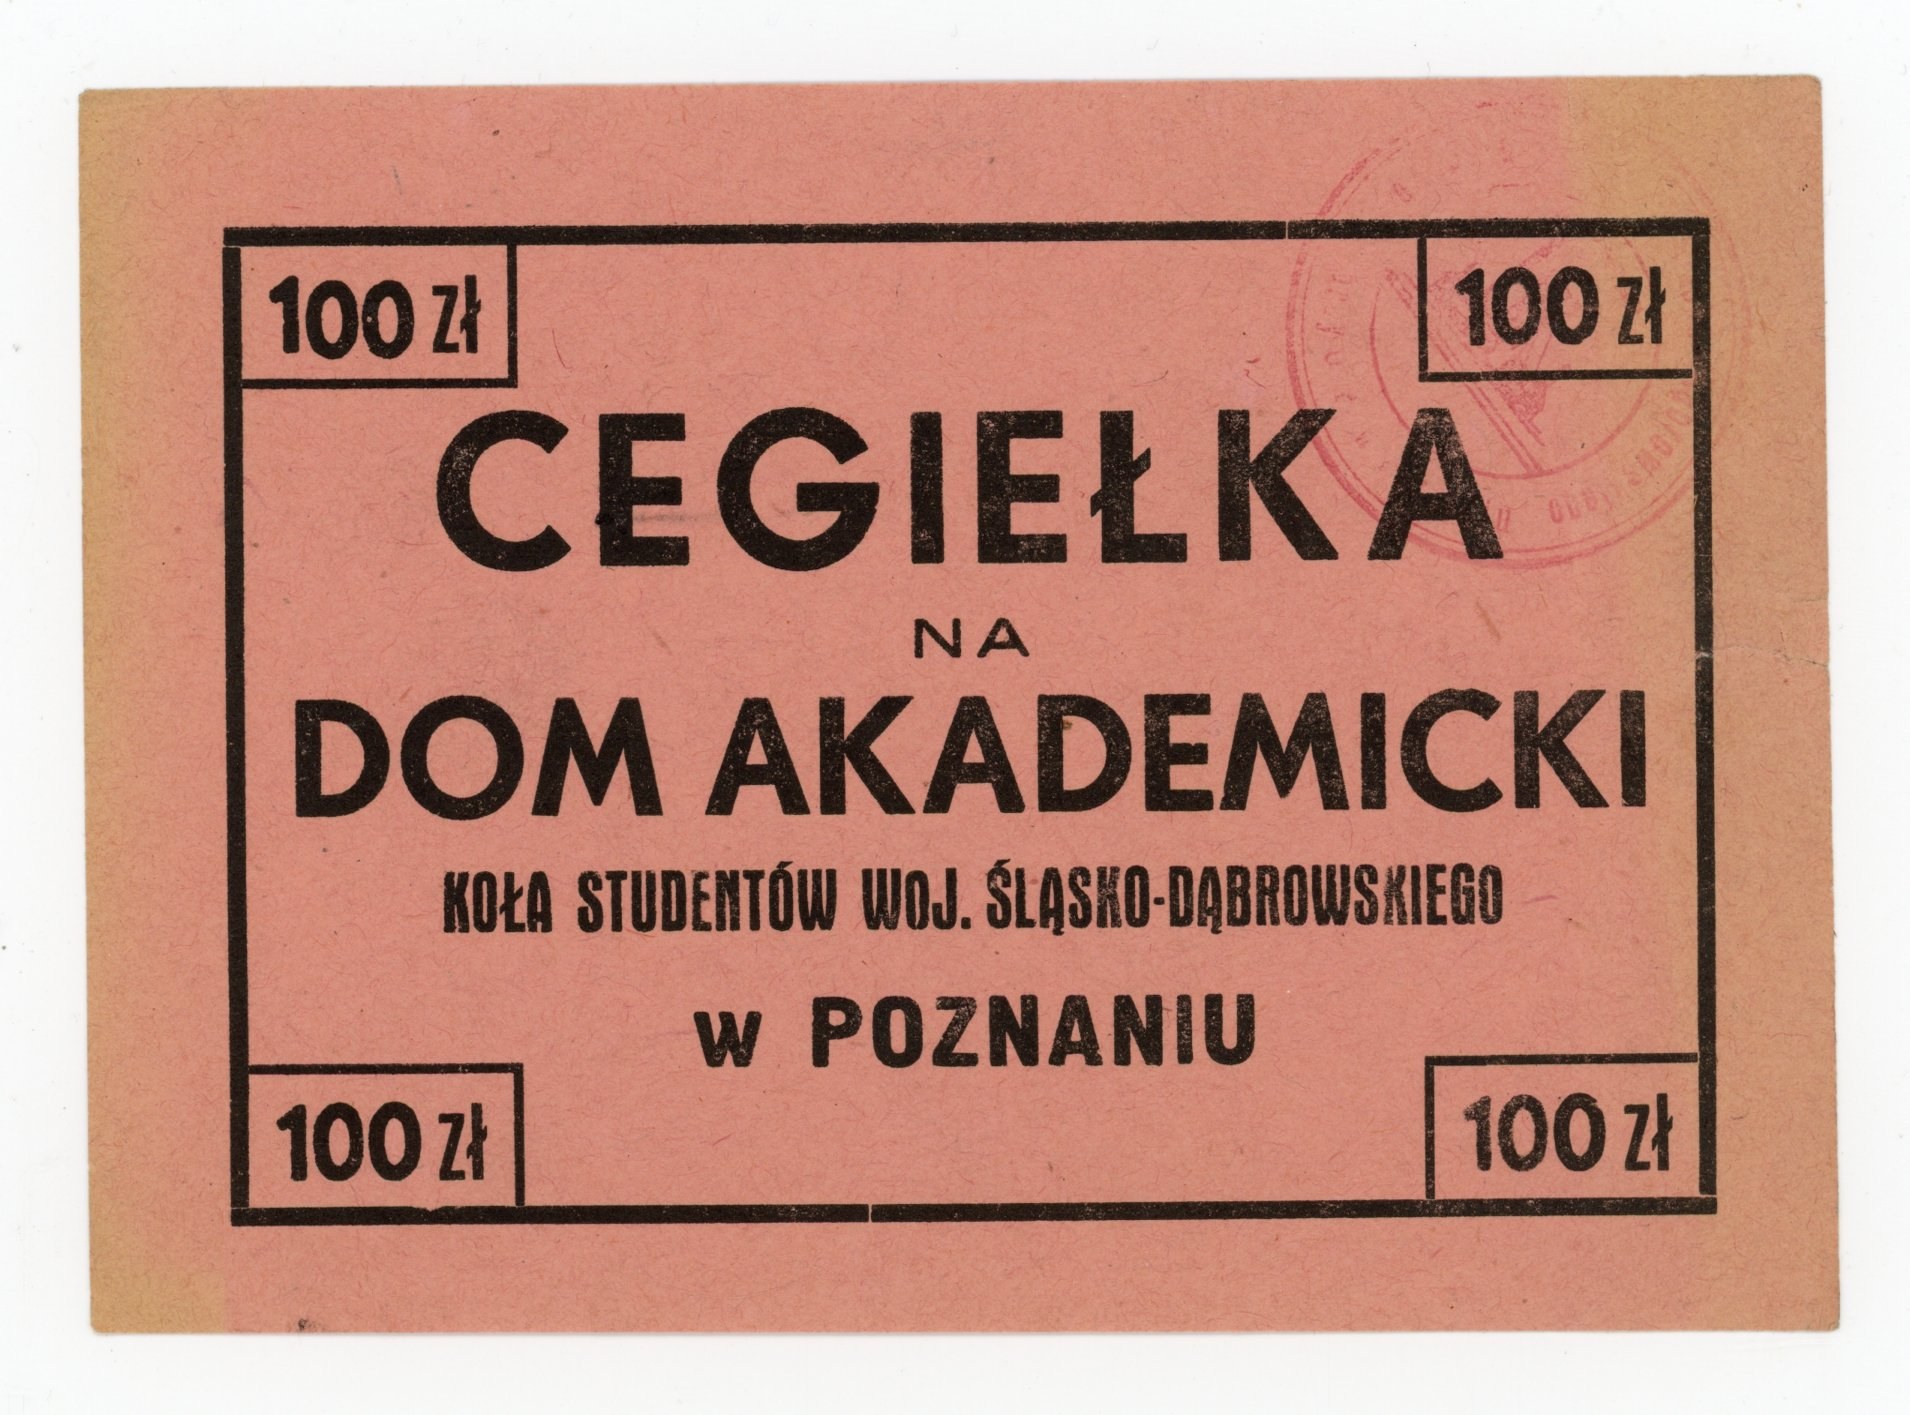 100 Zł
100 Zł
CEGIEŁKA
NA
DOM AKADEMICKI
KOŁA STUDENTÓW WOJ. ŚLĄSKO-DĄBROWSKIEGO
w POZNANIU
100 Zł
100 Zł